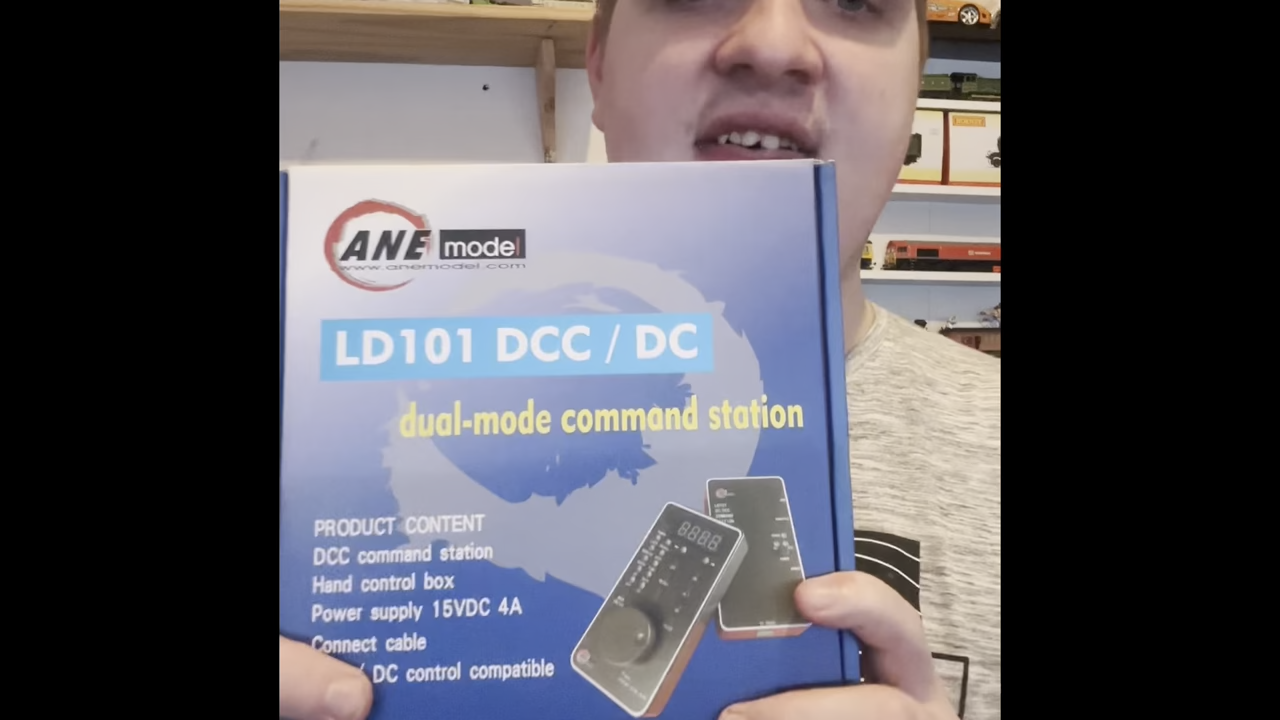 ANE model
www.anemodel.com
LD101 DCC / DC
dual-mode command station
PRODUCT CONTENT
DCC command station
Hand control box
Power supply 15VDC 4A
Connect cable
/ DC control compatible
8888